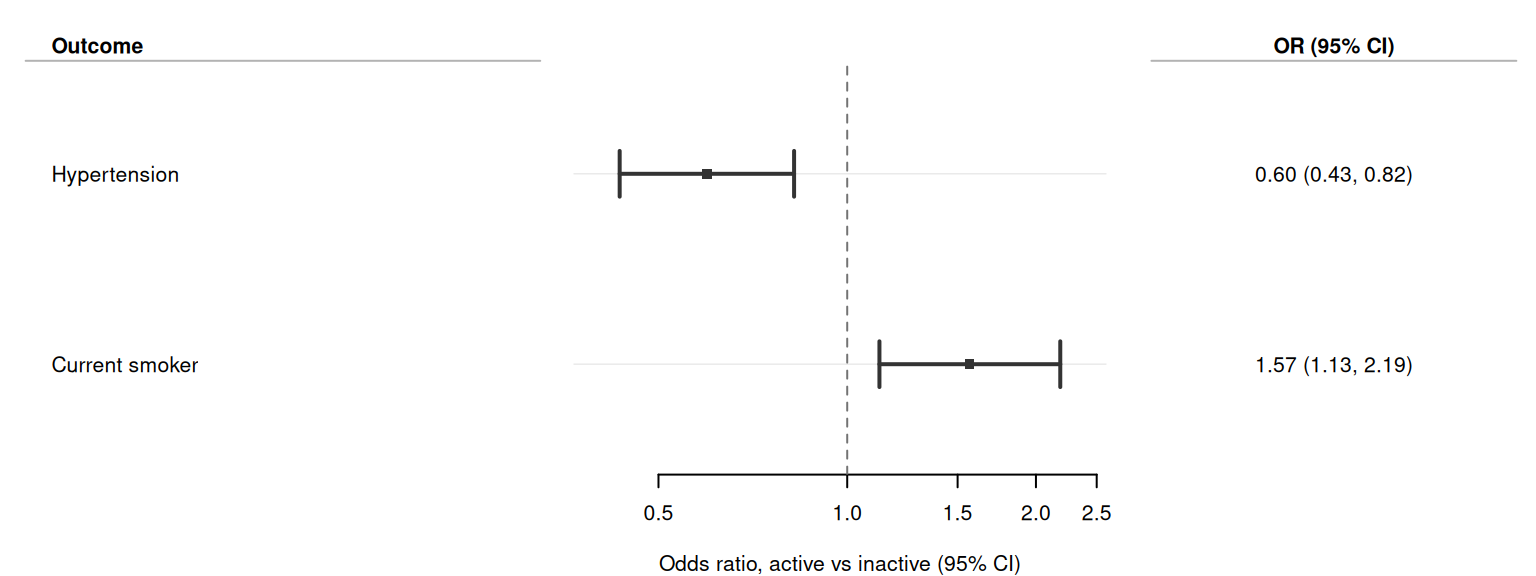 Outcome OR (95% CI)
Hypertension 0.60 (0.43, 0.82)
Current smoker 1.57 (1.13, 2.19)
0.5 1.0 1.5 2.0 2.5
Odds ratio, active vs inactive (95% CI)